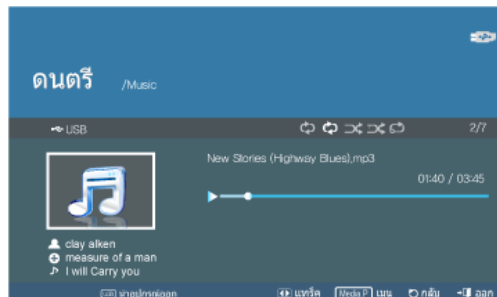 ดนตรี /Music
USB 2/7
New Stories (Highway Blues).mp3
01:40 / 03:45
clay aiken
measure of a man
I will Carry you
แทร็ค Media.P เมนู กลับ ออก